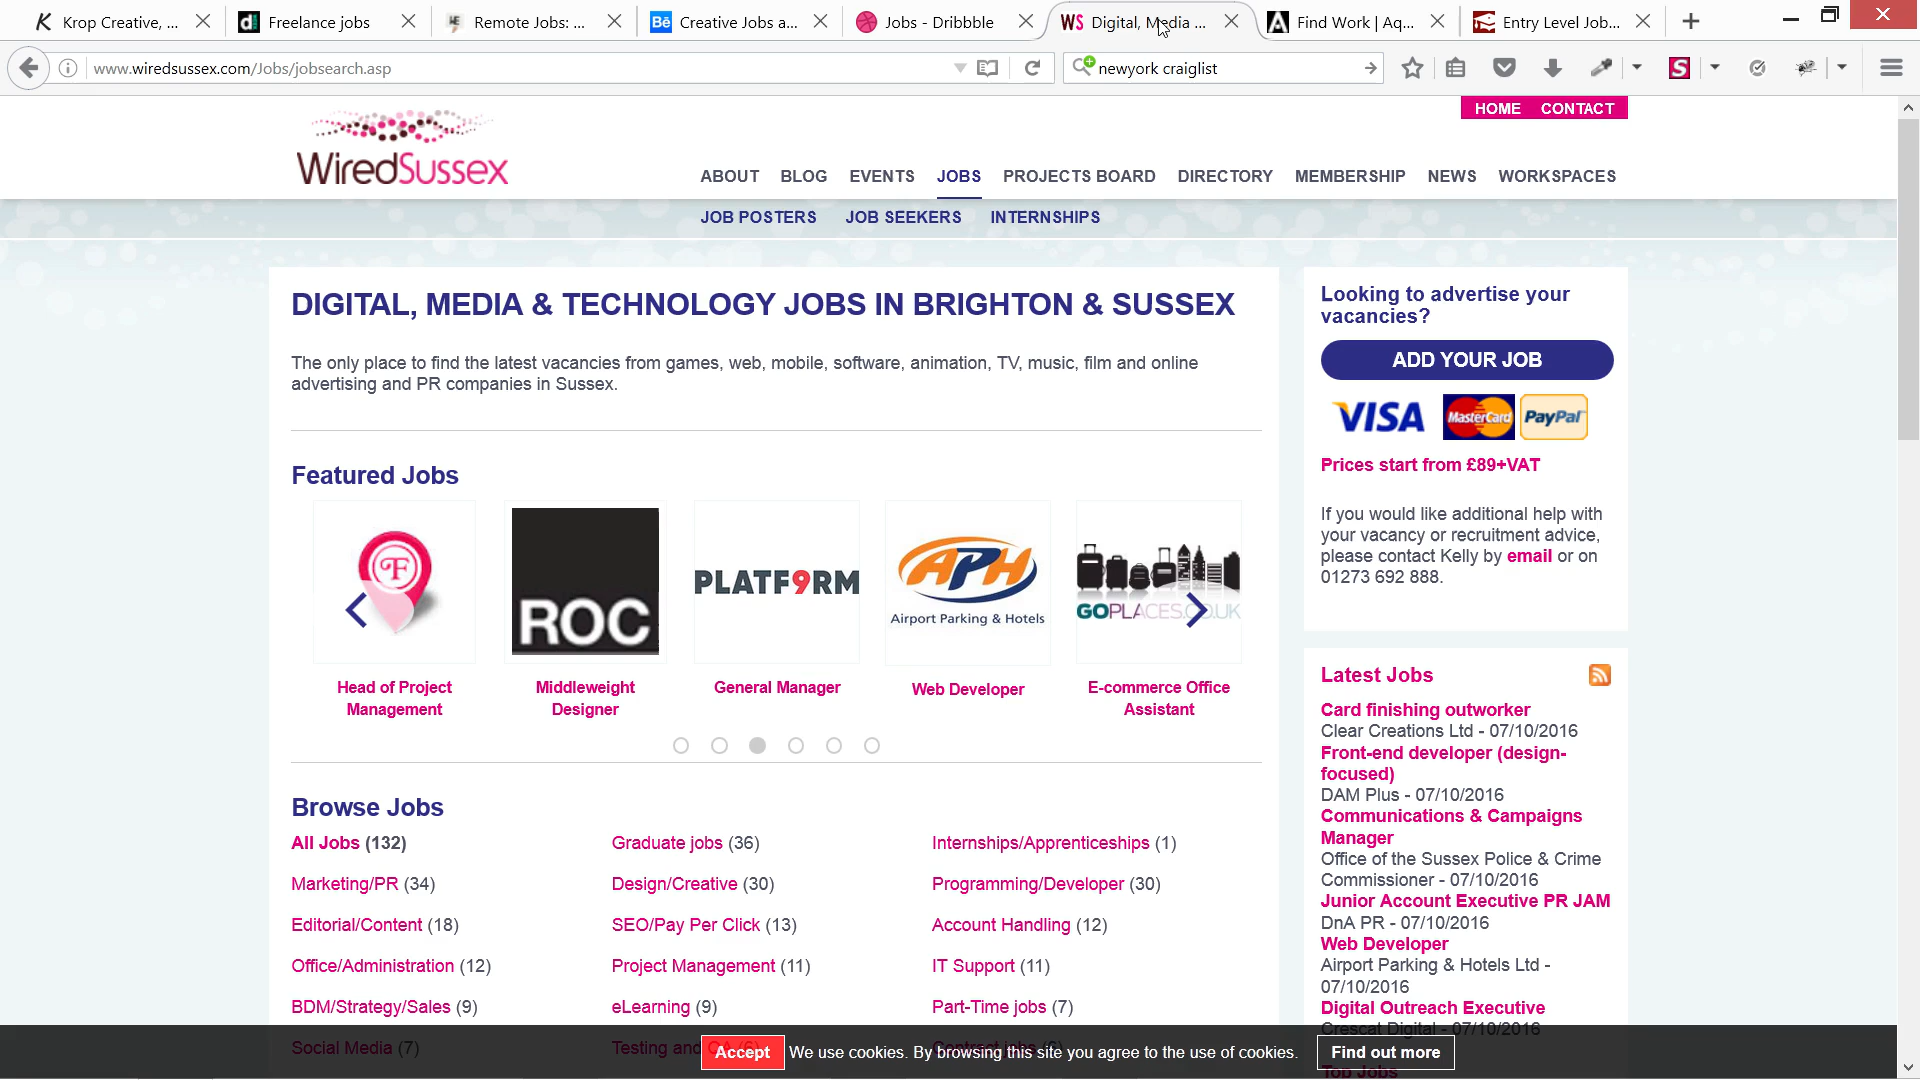 Krop Creative, ...
Freelance jobs
Remote Jobs: ...
Creative Jobs a...
Jobs - Dribbble
Digital, Media ...
Find Work | Aq...
Entry Level Job...
www.wiredsussex.com/Jobs/jobsearch.asp
newyork craiglist
HOME CONTACT
WiredSussex
ABOUT BLOG EVENTS JOBS PROJECTS BOARD DIRECTORY MEMBERSHIP NEWS WORKSPACES
JOB POSTERS JOB SEEKERS INTERNSHIPS
DIGITAL, MEDIA & TECHNOLOGY JOBS IN BRIGHTON & SUSSEX
The only place to find the latest vacancies from games, web, mobile, software, animation, TV, music, film and online
advertising and PR companies in Sussex.
Featured Jobs
F
ROC
PLATF9RM
APH
Airport Parking & Hotels
GOPLACES.CO.UK
Head of Project
Management
Middleweight
Designer
General Manager
Web Developer
E-commerce Office
Assistant
Browse Jobs
All Jobs (132)
Graduate jobs (36)
Internships/Apprenticeships (1)
Marketing/PR (34)
Design/Creative (30)
Programming/Developer (30)
Editorial/Content (18)
SEO/Pay Per Click (13)
Account Handling (12)
Office/Administration (12)
Project Management (11)
IT Support (11)
BDM/Strategy/Sales (9)
eLearning (9)
Part-Time jobs (7)
Social Media (7)
Testing and
Looking to advertise your
vacancies?
ADD YOUR JOB
VISA
MasterCard
PayPal
Prices start from £89+VAT
If you would like additional help with
your vacancy or recruitment advice,
please contact Kelly by email or on
01273 692 888.
Latest Jobs
Card finishing outworker
Clear Creations Ltd - 07/10/2016
Front-end developer (design-
focused)
DAM Plus - 07/10/2016
Communications & Campaigns
Manager
Office of the Sussex Police & Crime
Commissioner - 07/10/2016
Junior Account Executive PR JAM
DnA PR - 07/10/2016
Web Developer
Airport Parking & Hotels Ltd -
07/10/2016
Digital Outreach Executive
Crescat Digital - 07/10/2016
Top Jobs
Accept
We use cookies. By browsing this site you agree to the use of cookies.
Find out more